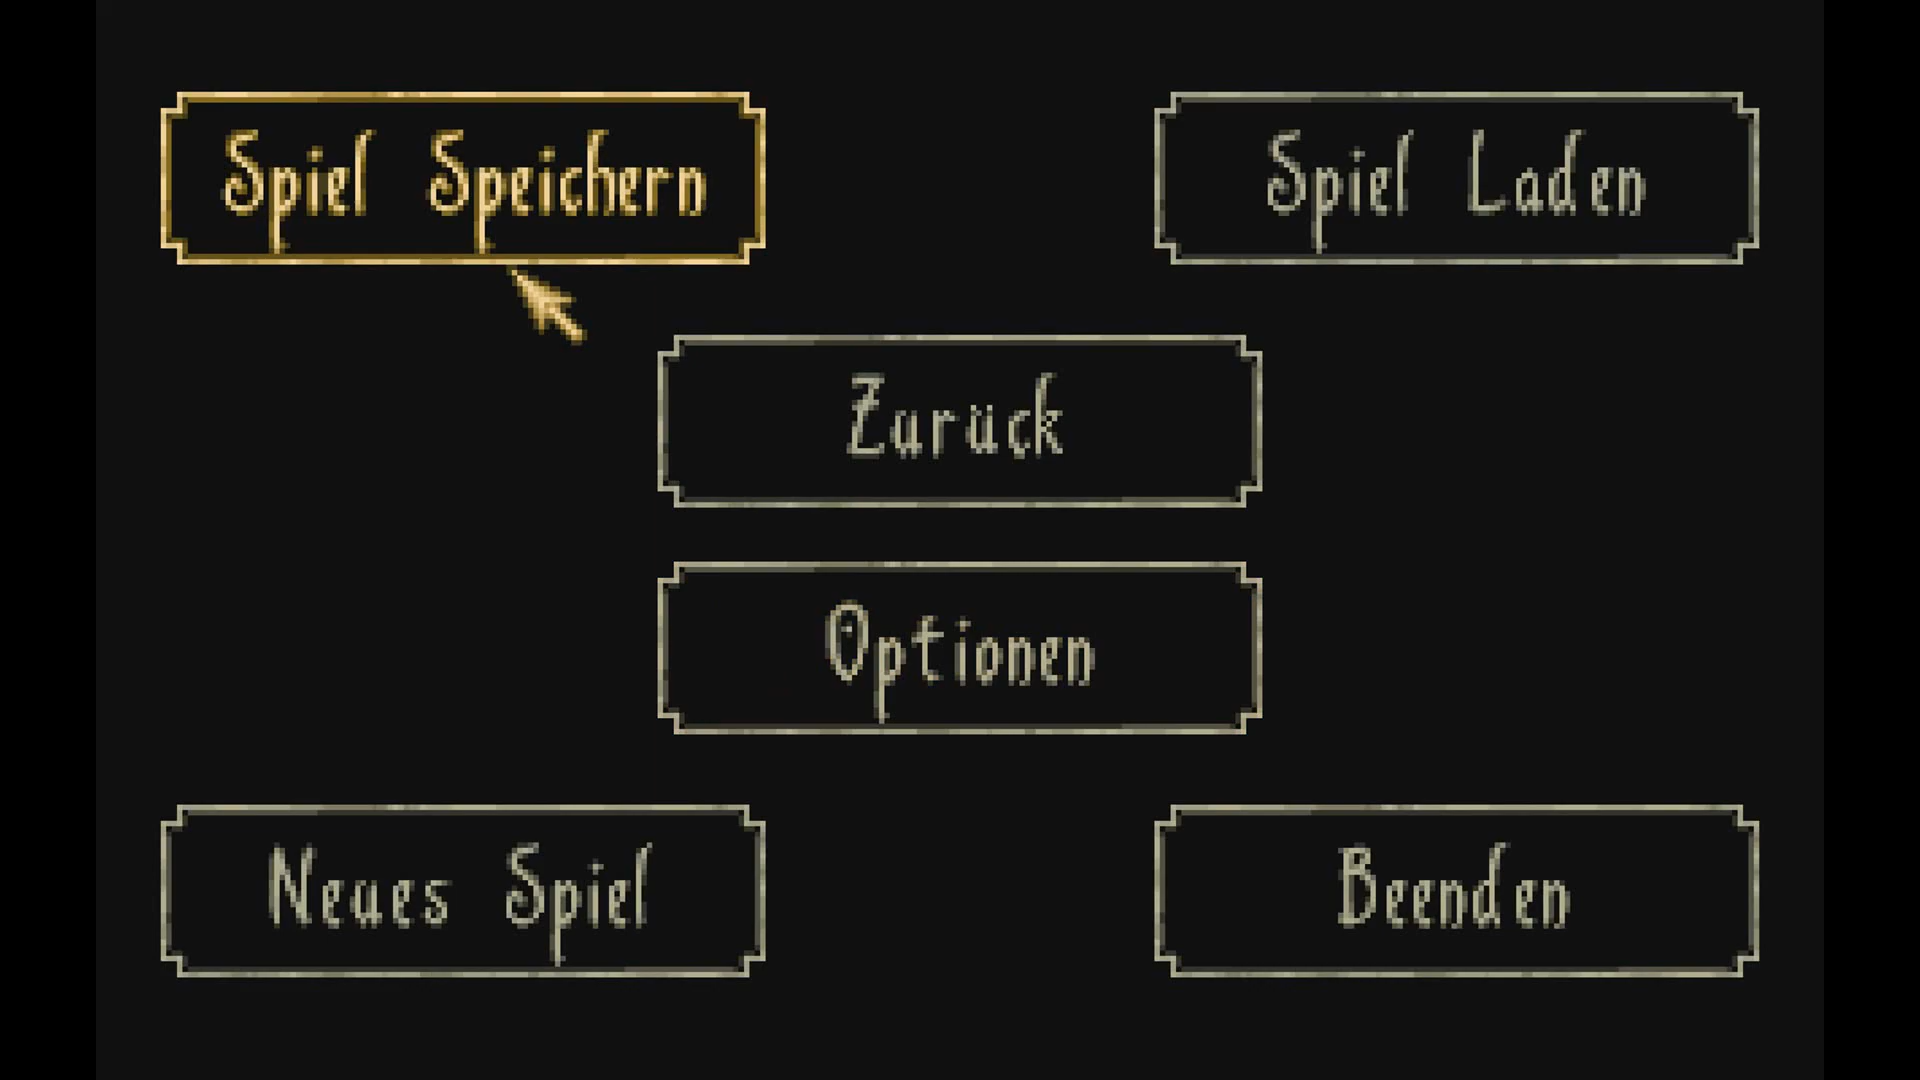 Spiel Speichern
Spiel Laden
Zurück
Optionen
Neues Spiel
Beenden